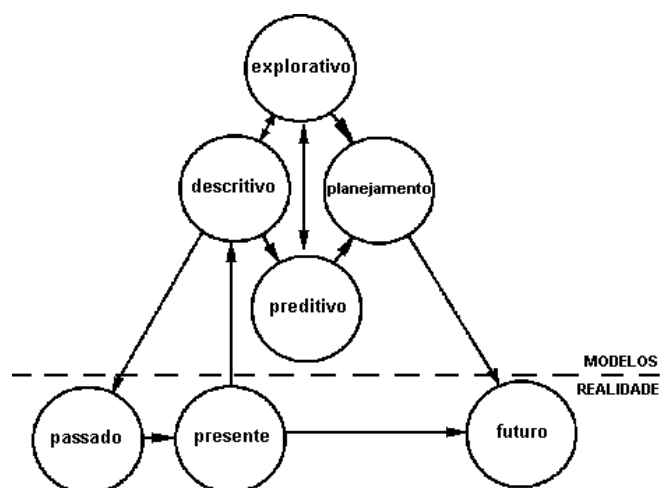 explorativo
descritivo
planejamento
preditivo
MODELOS
REALIDADE
passado
presente
futuro